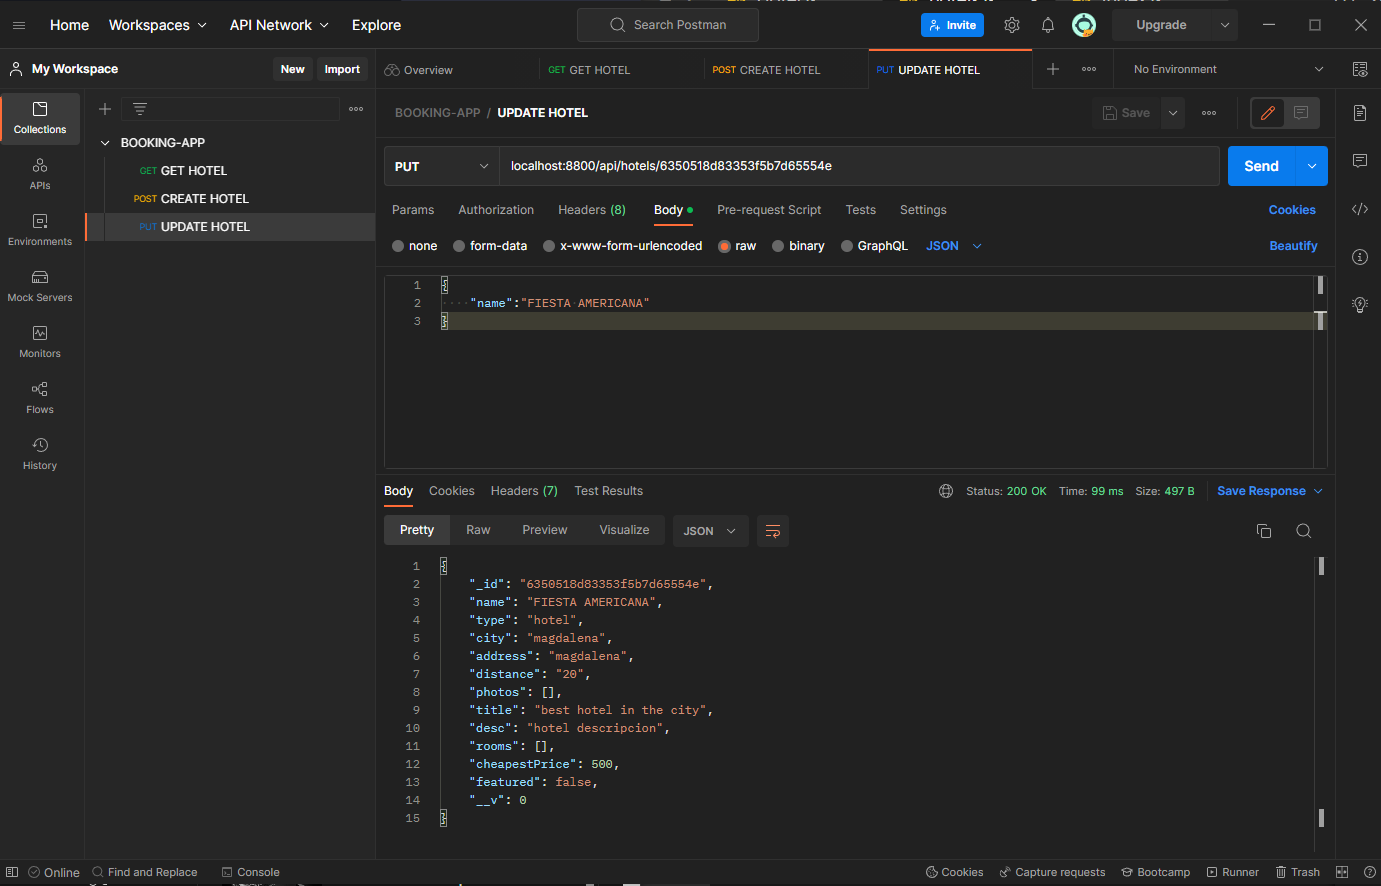 Home Workspaces API Network Explore Search Postman Invite Upgrade
My Workspace New Import Overview GET GET HOTEL POST CREATE HOTEL PUT UPDATE HOTEL No Environment
Collections
APIs
Environments
Mock Servers
Monitors
Flows
History
BOOKING-APP
GET GET HOTEL
POST CREATE HOTEL
PUT UPDATE HOTEL
BOOKING-APP / UPDATE HOTEL Save
PUT localhost:8800/api/hotels/6350518d83353f5b7d65554e Send
Params Authorization Headers (8) Body Pre-request Script Tests Settings Cookies
none form-data x-www-form-urlencoded raw binary GraphQL JSON Beautify
1 {
2 "name":"FIESTA AMERICANA"
3 }
Body Cookies Headers (7) Test Results Status: 200 OK Time: 99 ms Size: 497 B Save Response
Pretty Raw Preview Visualize JSON
1 {
2 "_id": "6350518d83353f5b7d65554e",
3 "name": "FIESTA AMERICANA",
4 "type": "hotel",
5 "city": "magdalena",
6 "address": "magdalena",
7 "distance": "20",
8 "photos": [],
9 "title": "best hotel in the city",
10 "desc": "hotel descripcion",
11 "rooms": [],
12 "cheapestPrice": 500,
13 "featured": false,
14 "__v": 0
15 }
Online Find and Replace Console Cookies Capture requests Bootcamp Runner Trash